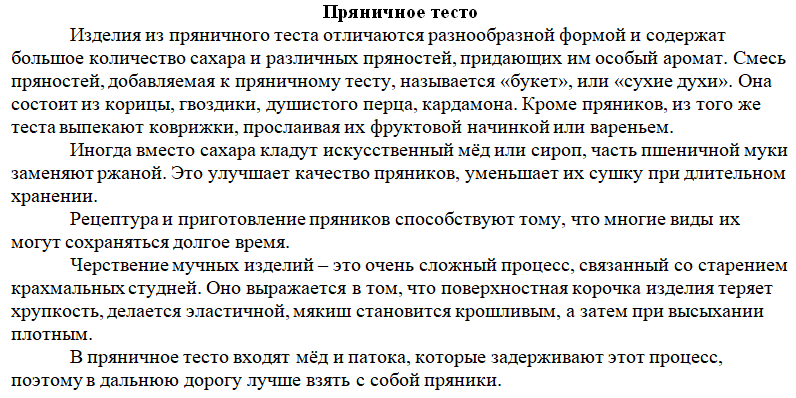 Пряничное тесто
Изделия из пряничного теста отличаются разнообразной формой и содержат
большое количество сахара и различных пряностей, придающих им особый аромат. Смесь
пряностей, добавляемая к пряничному тесту, называется «букет», или «сухие духи». Она
состоит из корицы, гвоздики, душистого перца, кардамона. Кроме пряников, из того же
теста выпекают коврижки, прослаивая их фруктовой начинкой или вареньем.
Иногда вместо сахара кладут искусственный мёд или сироп, часть пшеничной муки
заменяют ржаной. Это улучшает качество пряников, уменьшает их сушку при длительном
хранении.
Рецептура и приготовление пряников способствуют тому, что многие виды их
могут сохраняться долгое время.
Черствение мучных изделий – это очень сложный процесс, связанный со старением
крахмальных студней. Оно выражается в том, что поверхностная корочка изделия теряет
хрупкость, делается эластичной, мякиш становится крошливым, а затем при высыхании
плотным.
В пряничное тесто входят мёд и патока, которые задерживают этот процесс,
поэтому в дальнюю дорогу лучше взять с собой пряники.